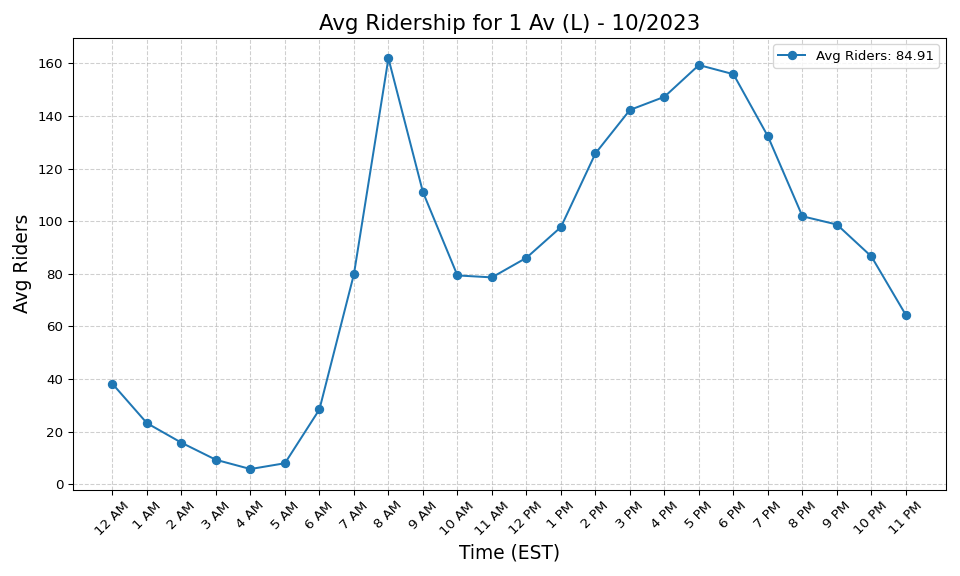 Avg Ridership for 1 Av (L) - 10/2023
Avg Riders: 84.91
Avg Riders
160
140
120
100
80
60
40
20
0
12 AM 1 AM 2 AM 3 AM 4 AM 5 AM 6 AM 7 AM 8 AM 9 AM 10 AM 11 AM 12 PM 1 PM 2 PM 3 PM 4 PM 5 PM 6 PM 7 PM 8 PM 9 PM 10 PM 11 PM
Time (EST)